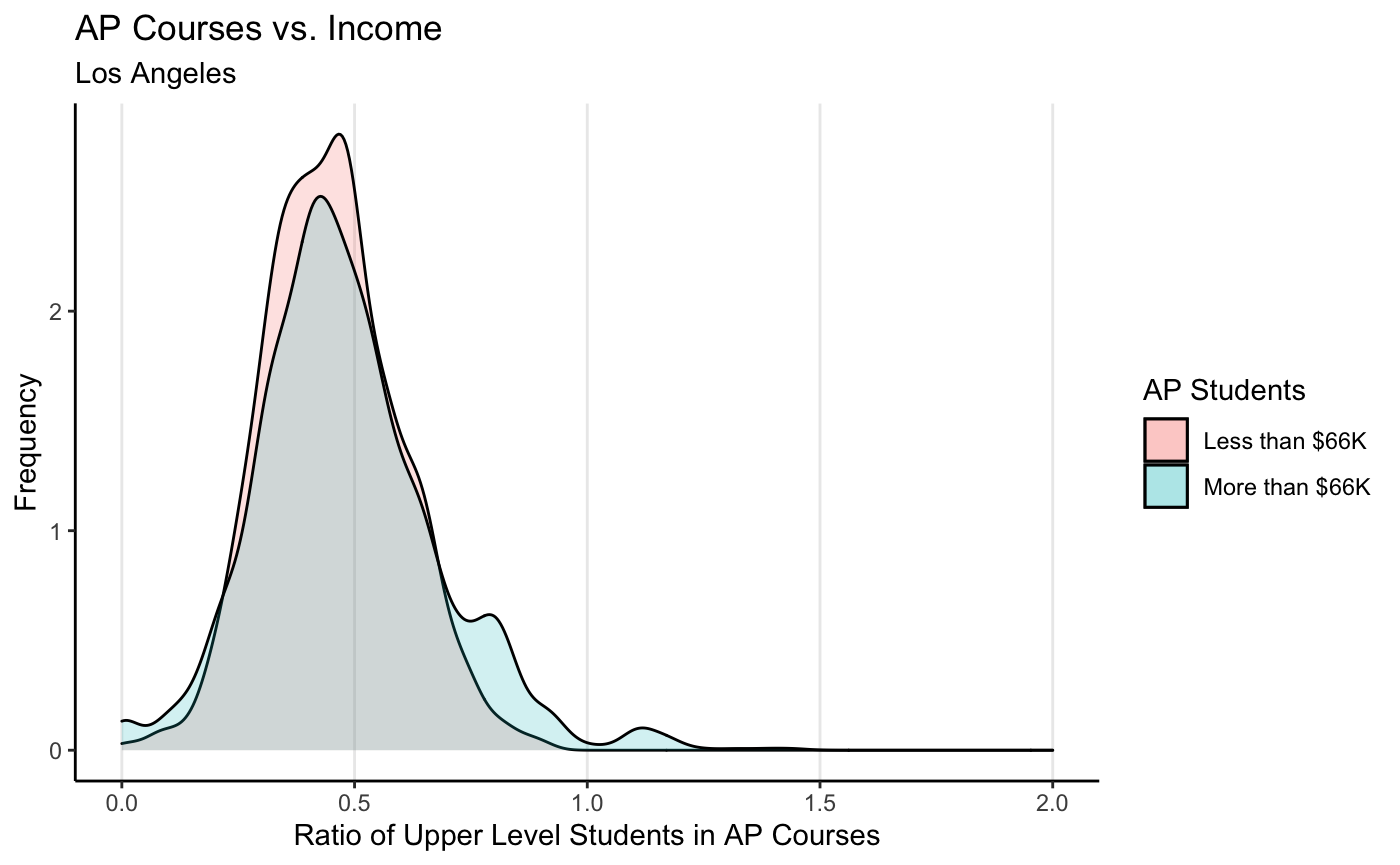 AP Courses vs. Income
Los Angeles
Frequency
2
1
0
0.0 0.5 1.0 1.5 2.0
Ratio of Upper Level Students in AP Courses
AP Students
Less than $66K
More than $66K